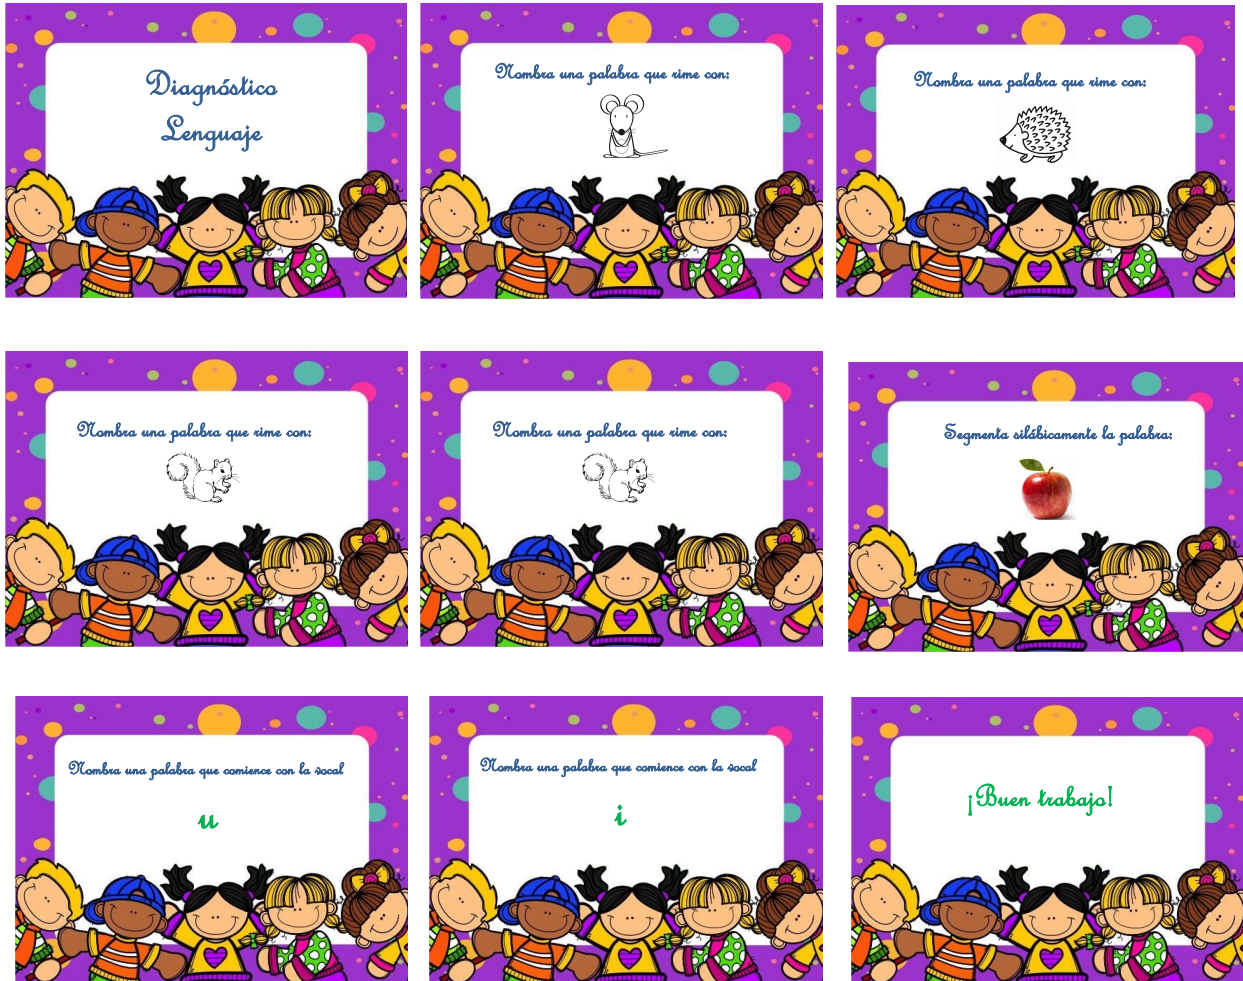 Diagnóstico
Lenguaje
Nombra una palabra que rime con:
Nombra una palabra que rime con:
Nombra una palabra que rime con:
Nombra una palabra que rime con:
Segmenta silábicamente la palabra:
Nombra una palabra que comience con la vocal
u
Nombra una palabra que comience con la vocal
i
¡Buen trabajo!